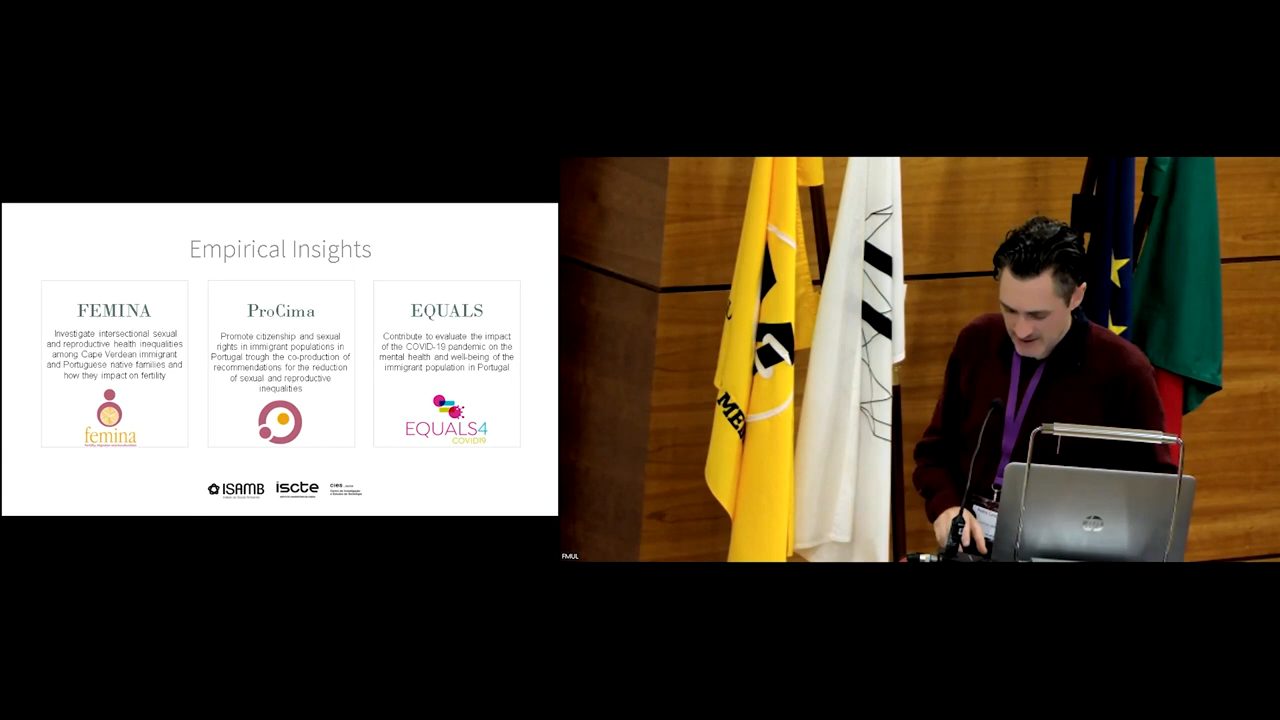 Empirical Insights
FEMINA
Investigate intersectional sexual
and reproductive health inequalities
among Cape Verdean immigrant
and Portuguese native families and
how they impact on fertility
femina
ProCima
Promote citizenship and sexual
rights in immigrant populations in
Portugal trough the co-production of
recommendations for the reduction
of sexual and reproductive
inequalities
EQUALS
Contribute to evaluate the impact
of the COVID-19 pandemic on the
mental health and well-being of the
immigrant population in Portugal
EQUALS4
COVID19
ISAMB
iscte
cies_iscte
FMUL
hp